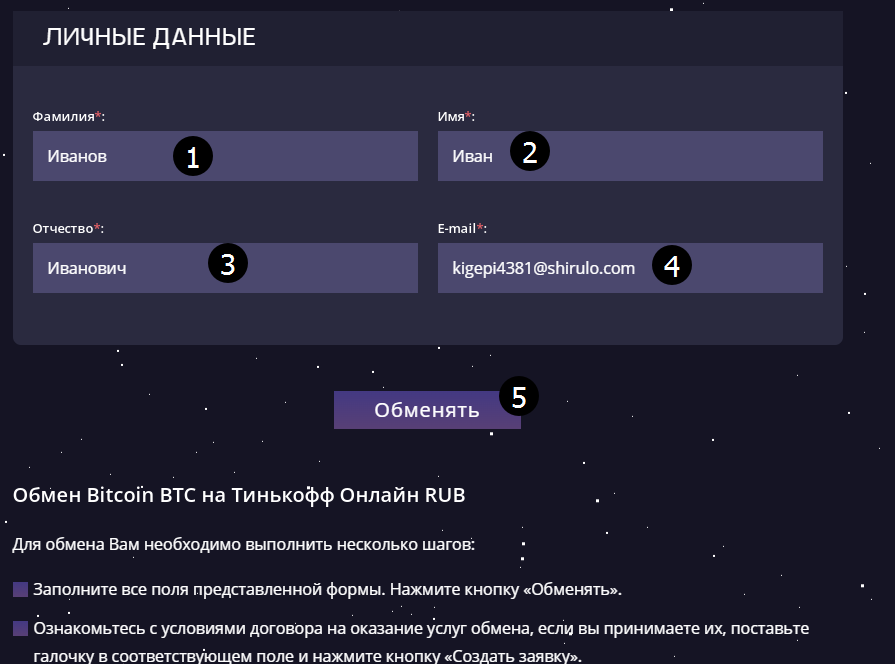 ЛИЧНЫЕ ДАННЫЕ
Фамилия*: Имя*:
Иванов 1 Иван 2
Отчество*: E-mail*:
Иванович 3 kigepi4381@shirulo.com 4
Обменять 5
Обмен Bitcoin BTC на Тинькофф Онлайн RUB
Для обмена Вам необходимо выполнить несколько шагов:
Заполните все поля представленной формы. Нажмите кнопку «Обменять».
Ознакомьтесь с условиями договора на оказание услуг обмена, если вы принимаете их, поставьте
галочку в соответствующем поле и нажмите кнопку «Создать заявку».